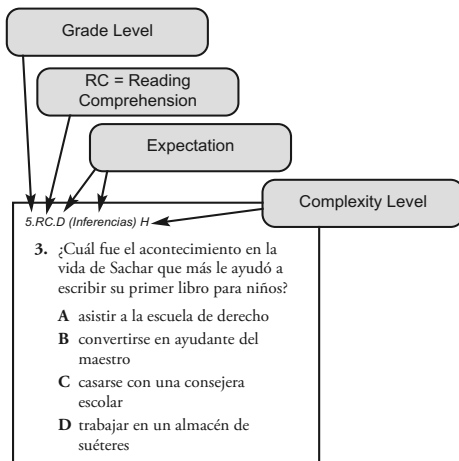 Grade Level
RC = Reading
Comprehension
Expectation
Complexity Level
5.RC.D (Inferencias) H
3. ¿Cuál fue el acontecimiento en la
vida de Sachar que más le ayudó a
escribir su primer libro para niños?
A asistir a la escuela de derecho
B convertirse en ayudante del
maestro
C casarse con una consejera
escolar
D trabajar en un almacén de
suéteres